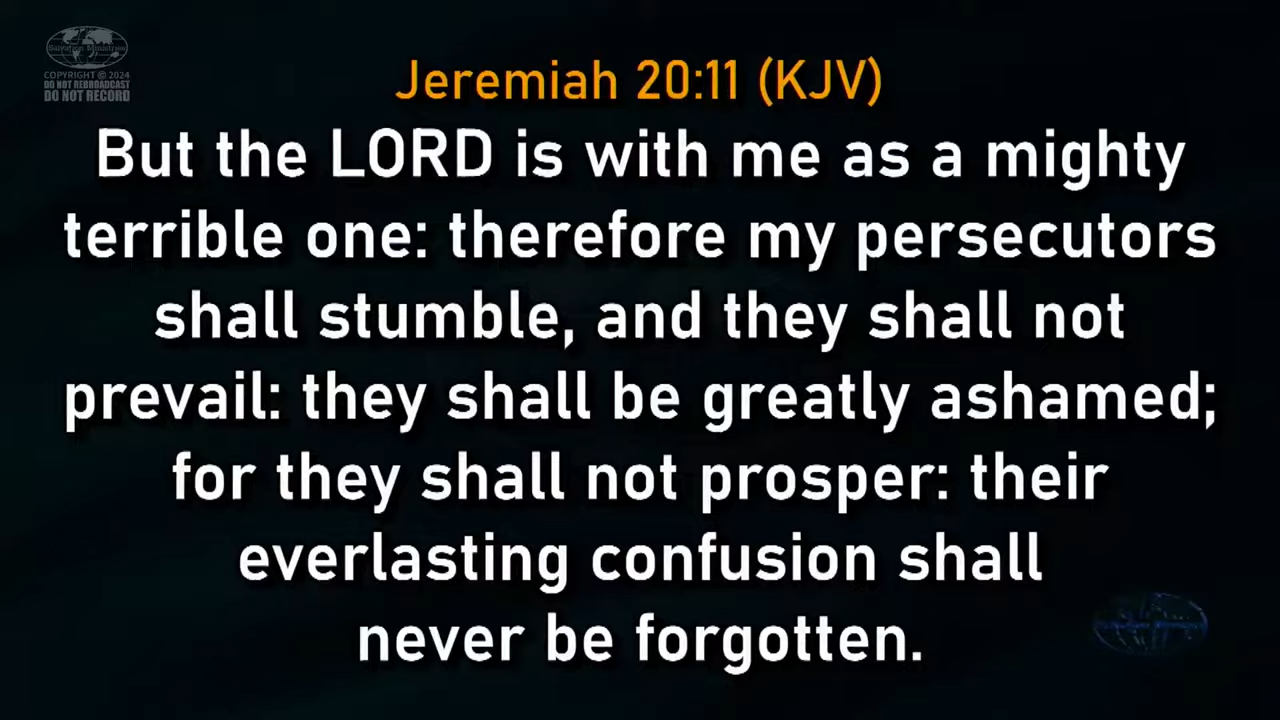 Salvation Ministries
COPYRIGHT © 2024
DO NOT REBROADCAST
DO NOT RECORD
Jeremiah 20:11 (KJV)
But the LORD is with me as a mighty
terrible one: therefore my persecutors
shall stumble, and they shall not
prevail: they shall be greatly ashamed;
for they shall not prosper: their
everlasting confusion shall
never be forgotten.